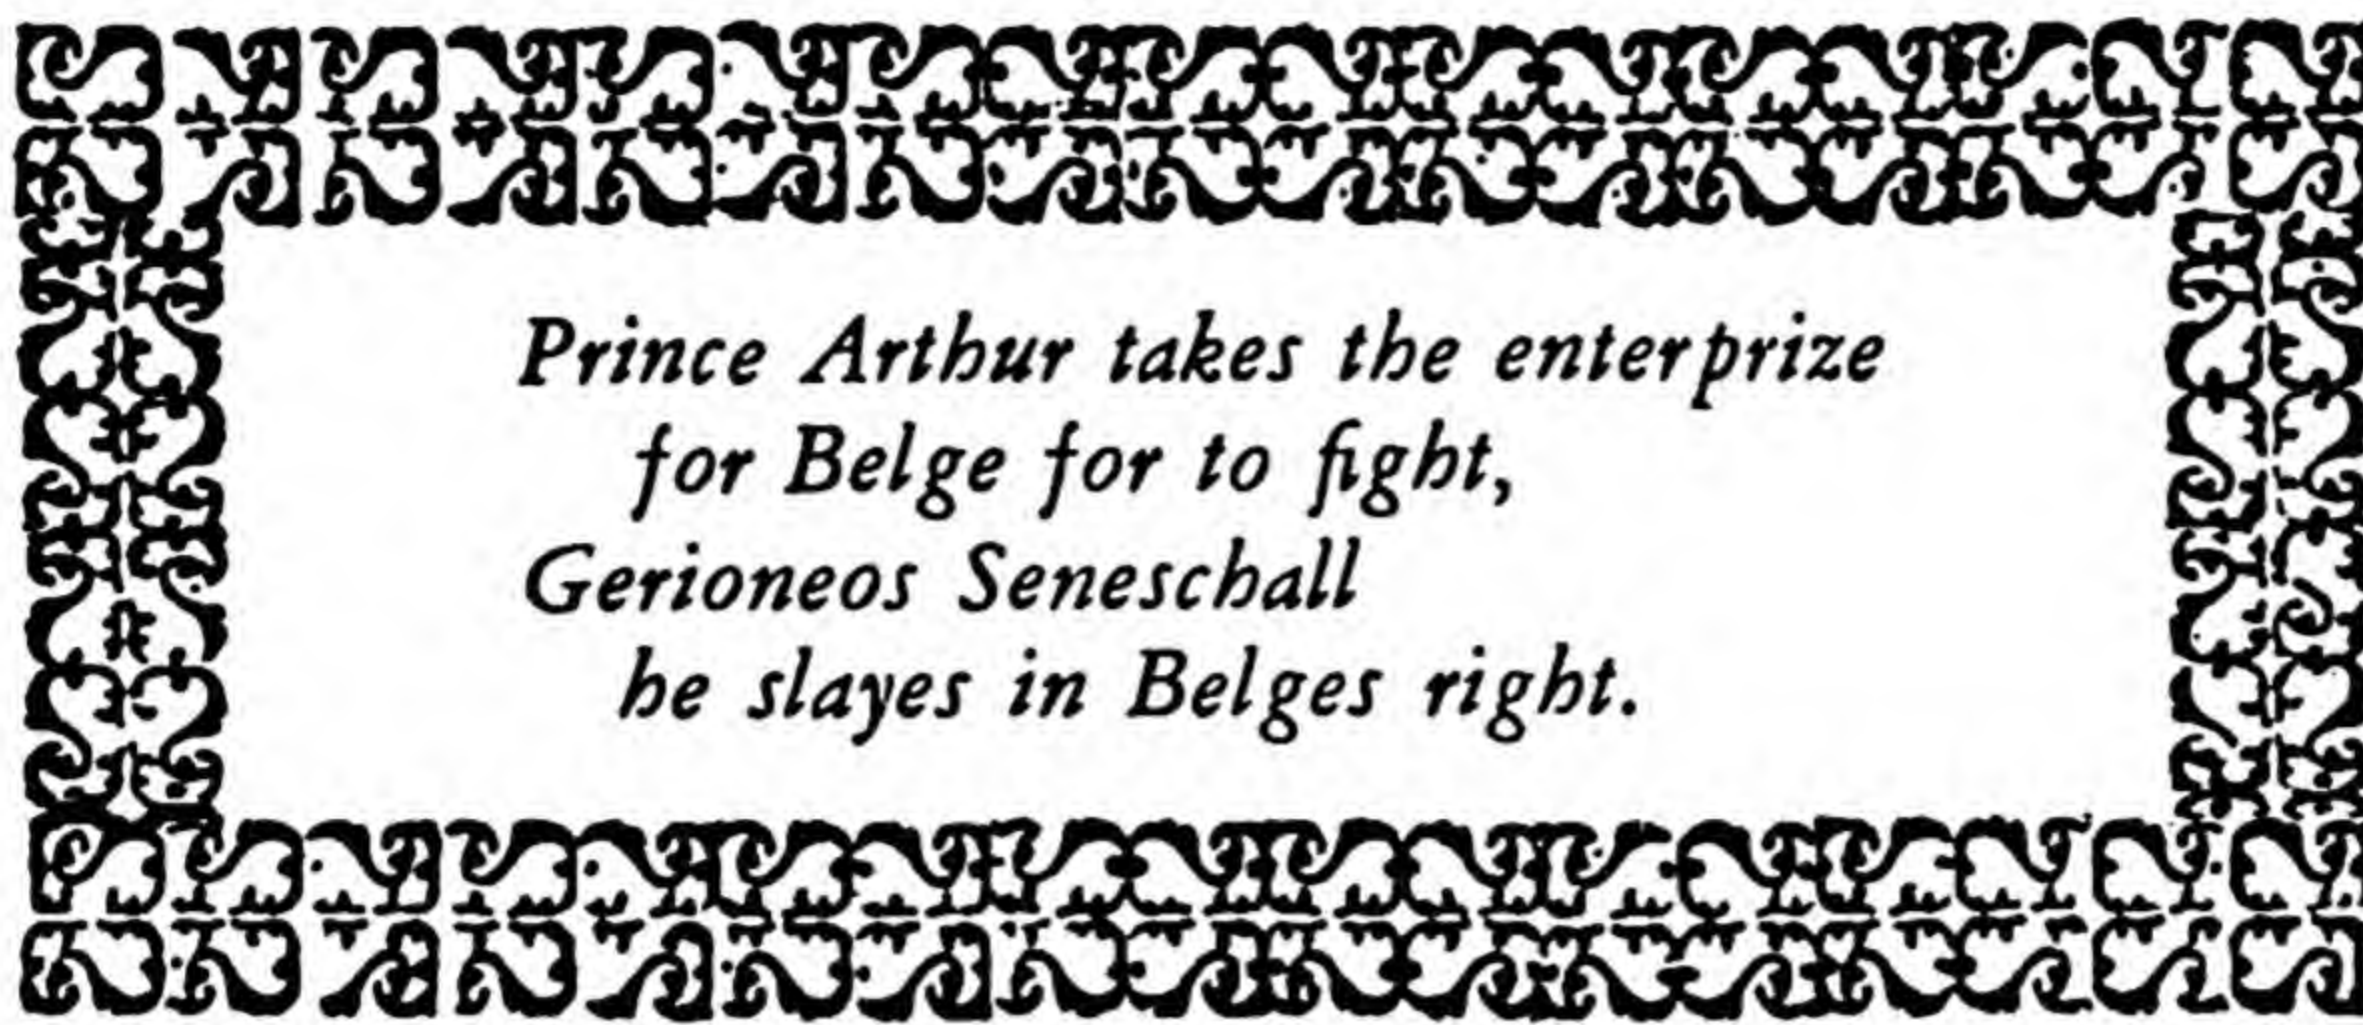 Prince Arthur takes the enterprize
for Belge for to fight,
Gerioneos Seneschall
he slayes in Belges right.